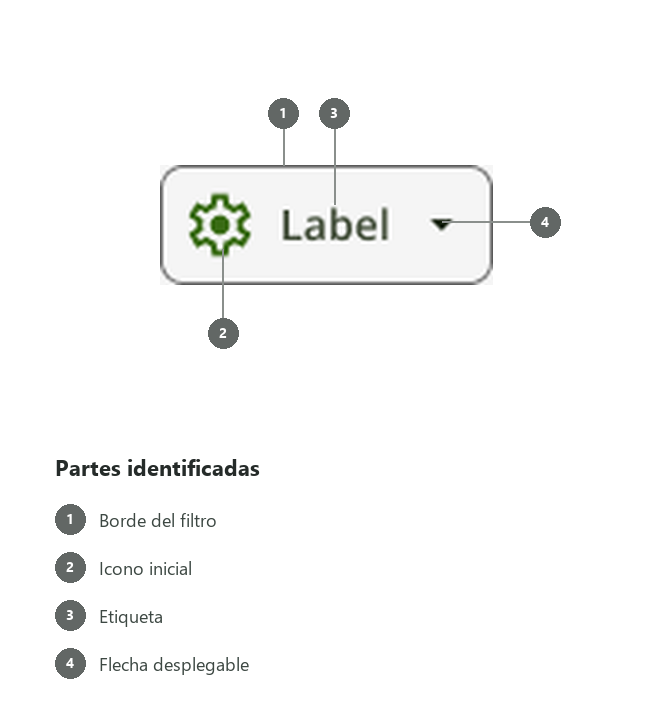 1 3
Label
4
2
Partes identificadas
1 Borde del filtro
2 Icono inicial
3 Etiqueta
4 Flecha desplegable